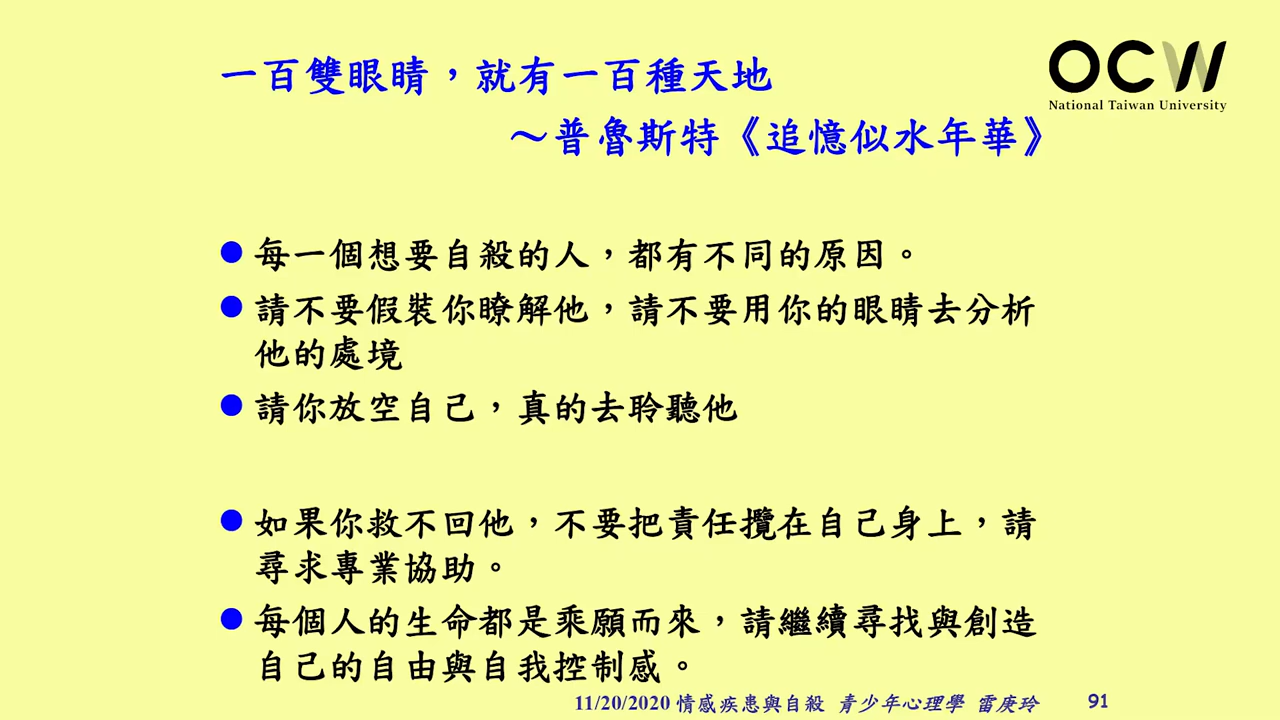 一百雙眼睛，就有一百種天地
～普魯斯特《追憶似水年華》
OCW
National Taiwan University
每一個想要自殺的人，都有不同的原因。
請不要假裝你瞭解他，請不要用你的眼睛去分析
他的處境
請你放空自己，真的去聆聽他
如果你救不回他，不要把責任攬在自己身上，請
尋求專業協助。
每個人的生命都是乘願而來，請繼續尋找與創造
自己的自由與自我控制感。
11/20/2020 情感疾患與自殺 青少年心理學 雷庚玲 91